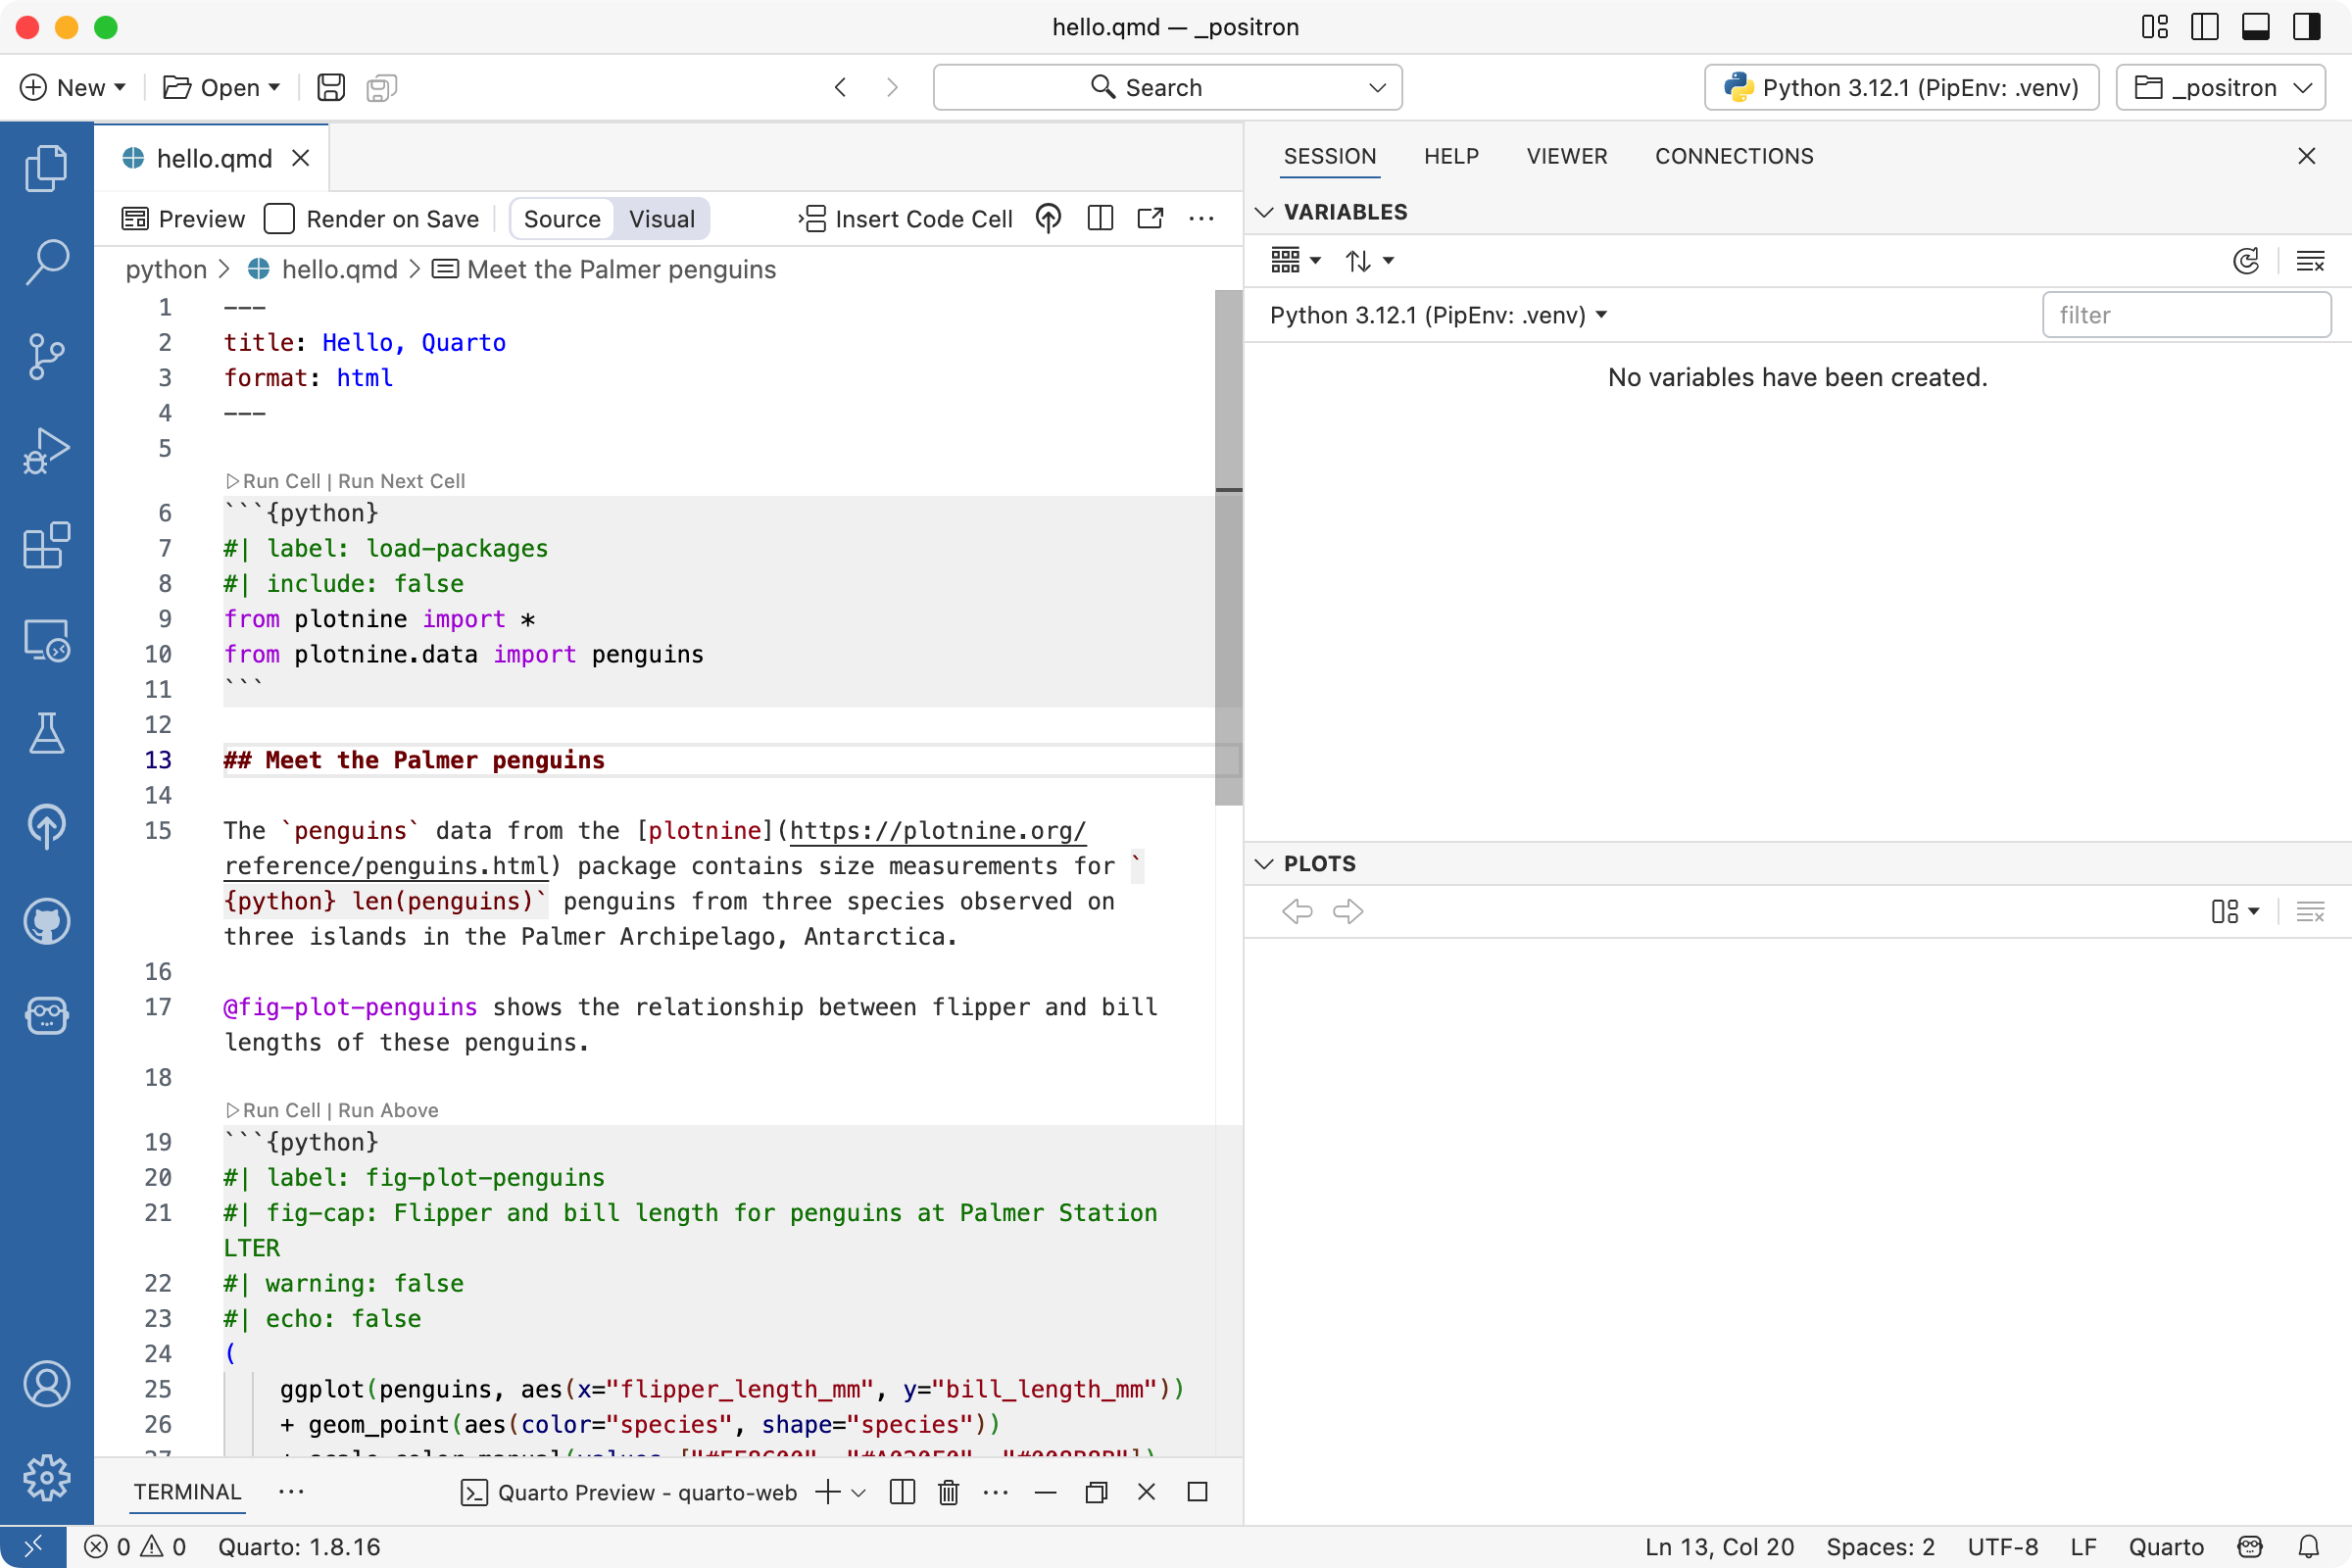 hello.qmd — _positron
New
Open
Search
Python 3.12.1 (PipEnv: .venv)
_positron
hello.qmd
Preview
Render on Save
Source
Visual
Insert Code Cell
python > hello.qmd > Meet the Palmer penguins
1 ---
2 title: Hello, Quarto
3 format: html
4 ---
5
Run Cell | Run Next Cell
6 ```{python}
7 #| label: load-packages
8 #| include: false
9 from plotnine import *
10 from plotnine.data import penguins
11 ```
12
13 ## Meet the Palmer penguins
14
15 The `penguins` data from the [plotnine](https://plotnine.org/
reference/penguins.html) package contains size measurements for `
{python} len(penguins)` penguins from three species observed on
three islands in the Palmer Archipelago, Antarctica.
16
17 @fig-plot-penguins shows the relationship between flipper and bill
lengths of these penguins.
18
Run Cell | Run Above
19 ```{python}
20 #| label: fig-plot-penguins
21 #| fig-cap: Flipper and bill length for penguins at Palmer Station
LTER
22 #| warning: false
23 #| echo: false
24 (
25 ggplot(penguins, aes(x="flipper_length_mm", y="bill_length_mm"))
26 + geom_point(aes(color="species", shape="species"))
27 + scale_color_manual(values=["#FF8C00", "#A020F0", "#008B8B"])
TERMINAL
Quarto Preview - quarto-web
SESSION
HELP
VIEWER
CONNECTIONS
VARIABLES
Python 3.12.1 (PipEnv: .venv)
filter
No variables have been created.
PLOTS
0
0
Quarto: 1.8.16
Ln 13, Col 20
Spaces: 2
UTF-8
LF
Quarto